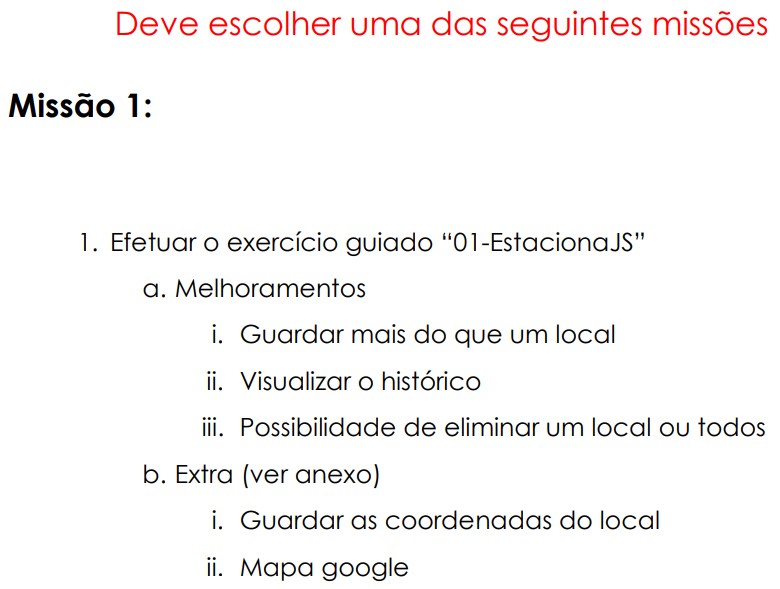 Deve escolher uma das seguintes missões
Missão 1:
1. Efetuar o exercício guiado “01-EstacionaJS”
a. Melhoramentos
i. Guardar mais do que um local
ii. Visualizar o histórico
iii. Possibilidade de eliminar um local ou todos
b. Extra (ver anexo)
i. Guardar as coordenadas do local
ii. Mapa google